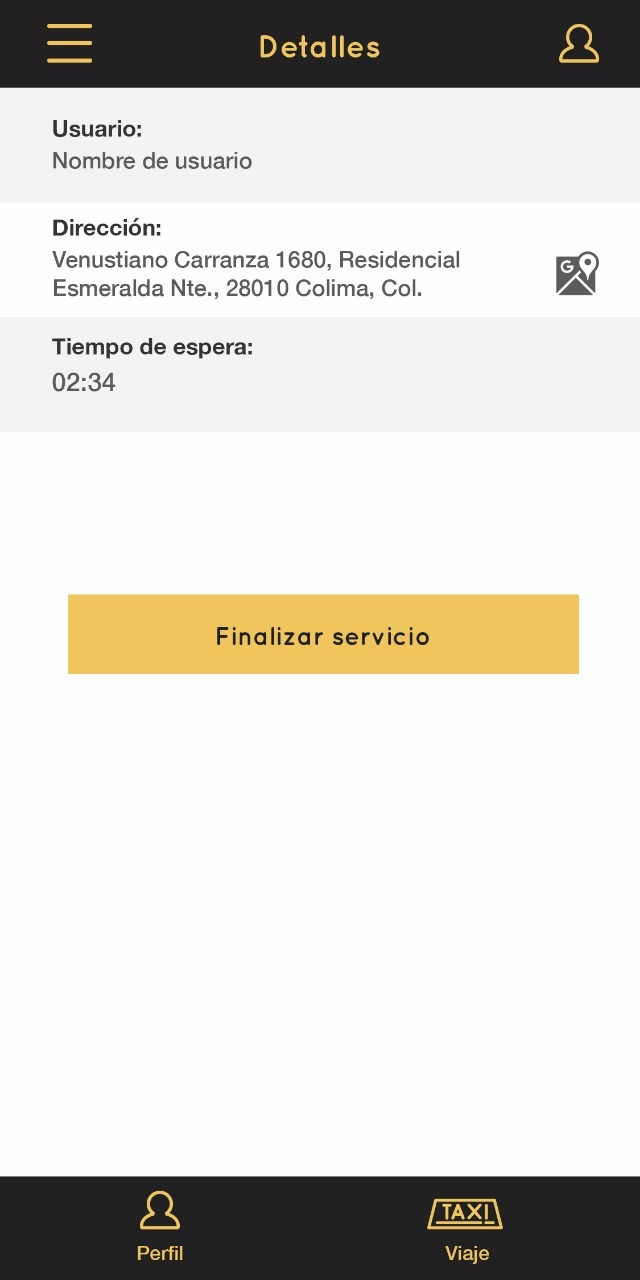 Detalles
Usuario:
Nombre de usuario
Dirección:
Venustiano Carranza 1680, Residencial
Esmeralda Nte., 28010 Colima, Col.
G
Tiempo de espera:
02:34
Finalizar servicio
TAXI
Perfil
Viaje